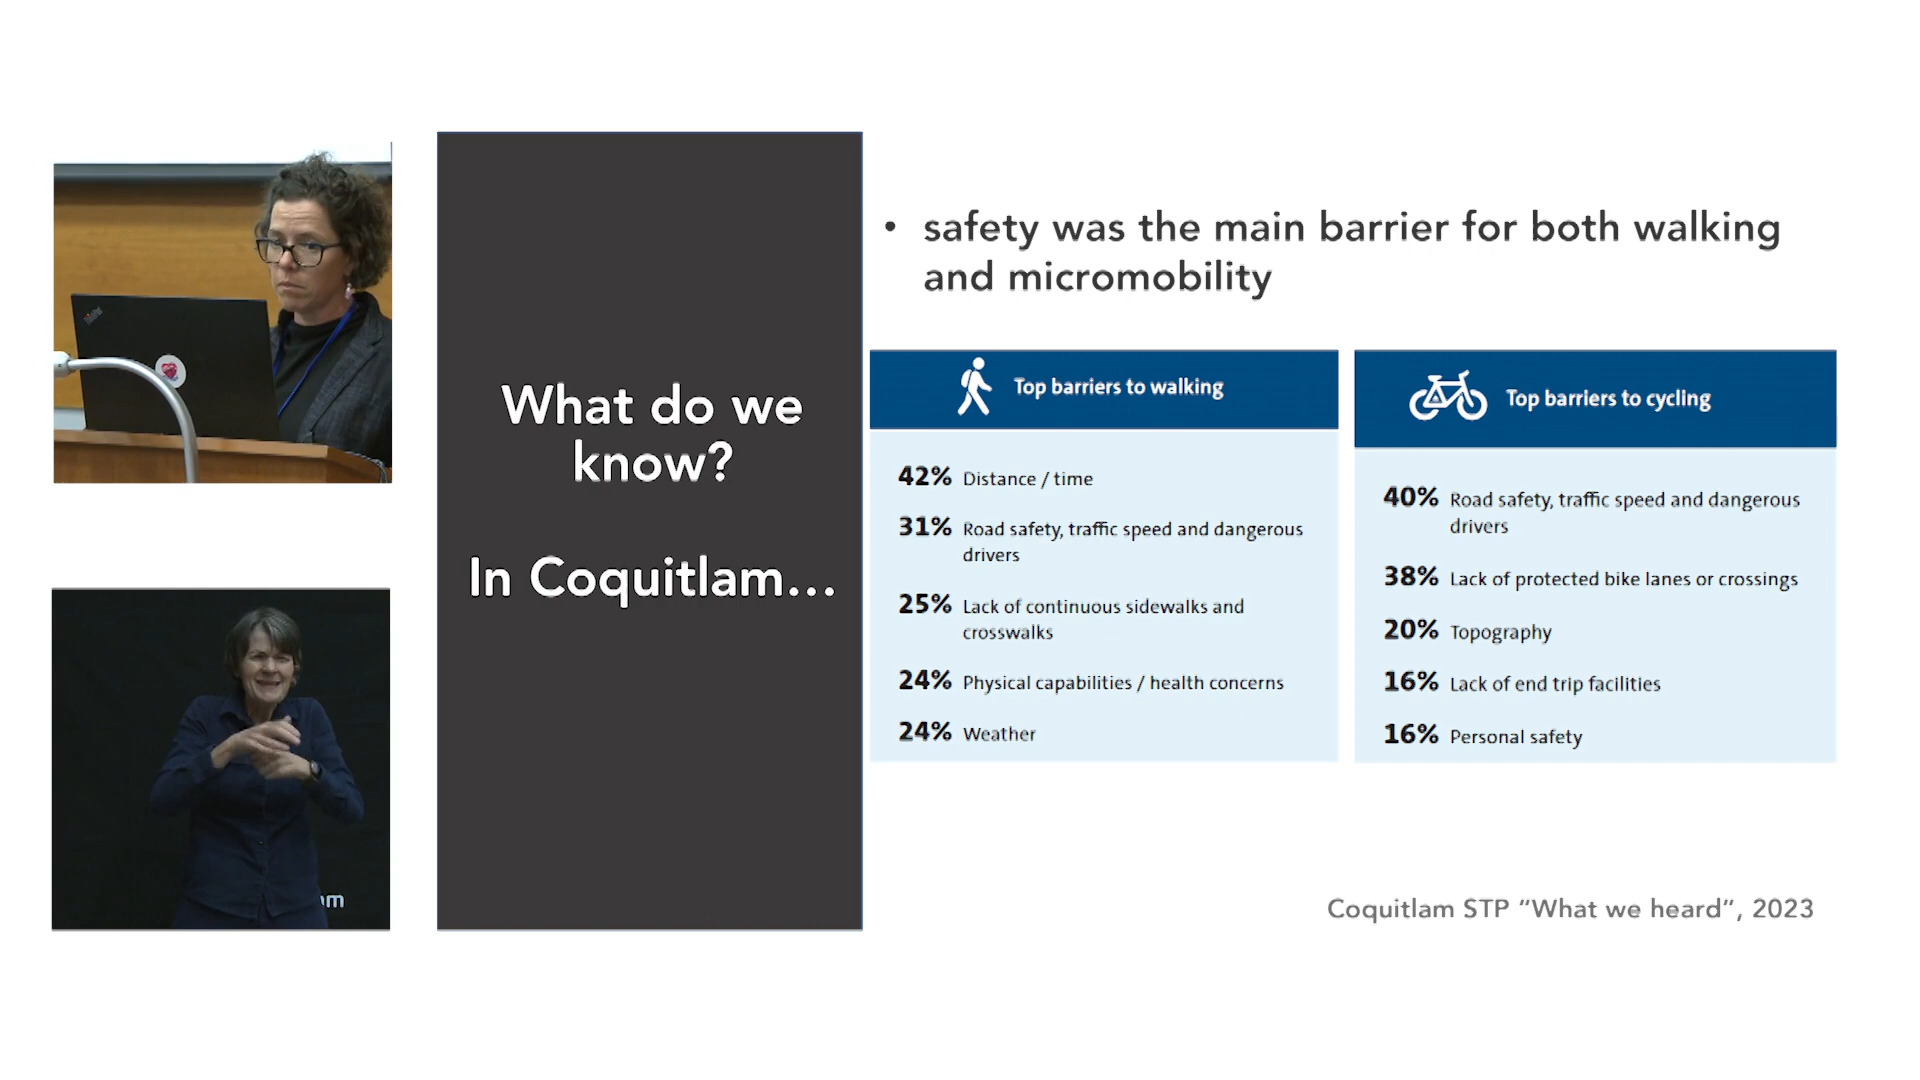 What do we
know?
In Coquitlam...
• safety was the main barrier for both walking
and micromobility
Top barriers to walking
42% Distance / time
31% Road safety, traffic speed and dangerous
drivers
25% Lack of continuous sidewalks and
crosswalks
24% Physical capabilities / health concerns
24% Weather
Top barriers to cycling
40% Road safety, traffic speed and dangerous
drivers
38% Lack of protected bike lanes or crossings
20% Topography
16% Lack of end trip facilities
16% Personal safety
Coquitlam STP “What we heard”, 2023